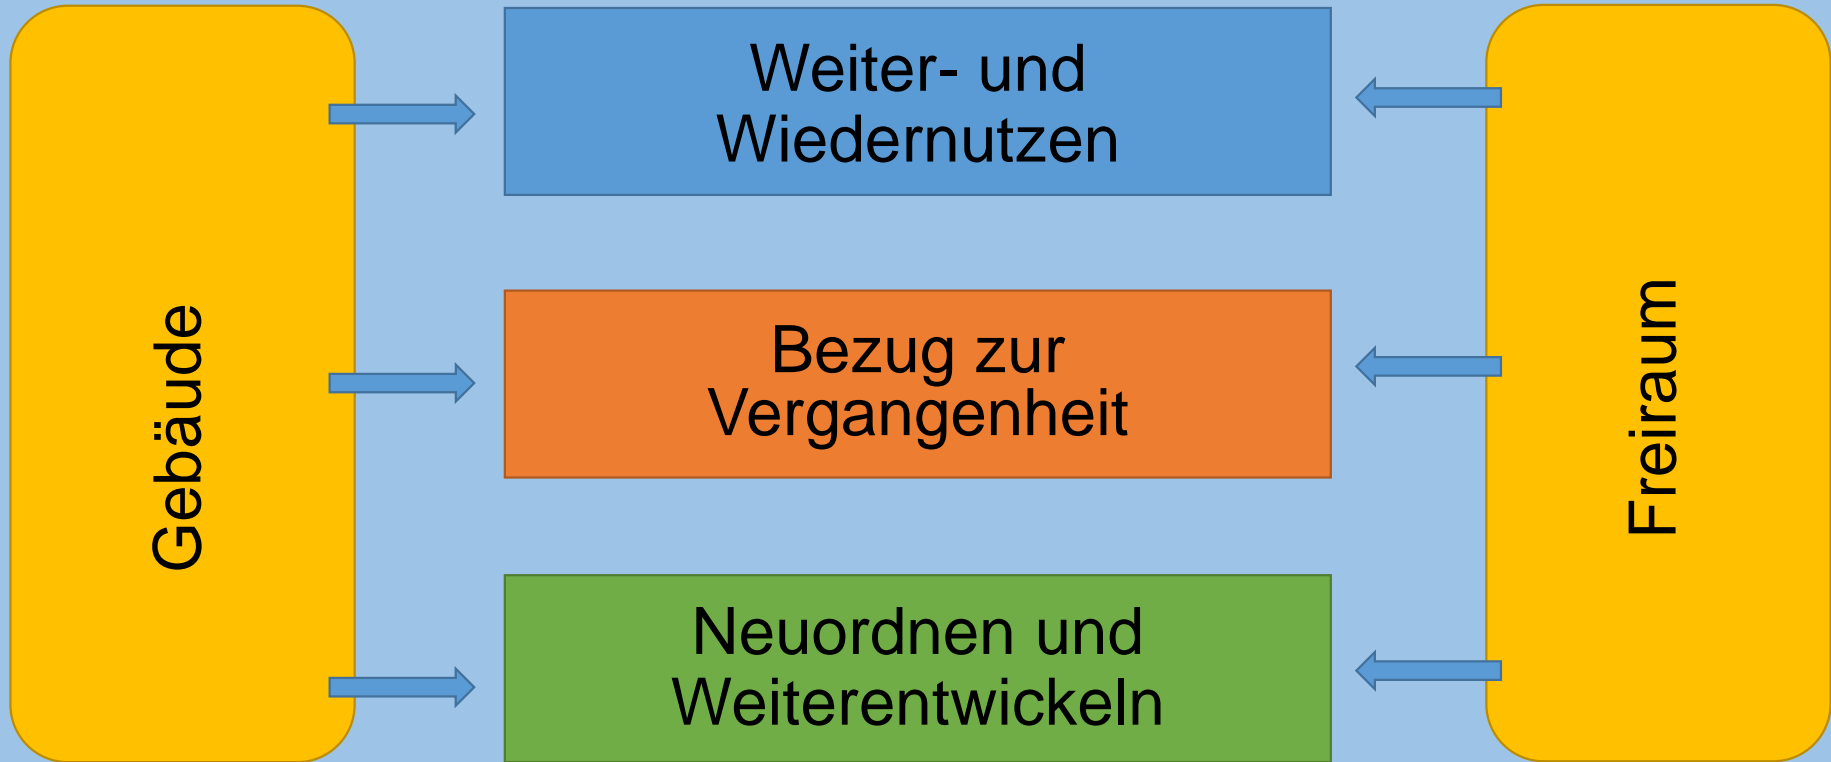 Gebäude
Weiter- und
Wiedernutzen
Bezug zur
Vergangenheit
Neuordnen und
Weiterentwickeln
Freiraum